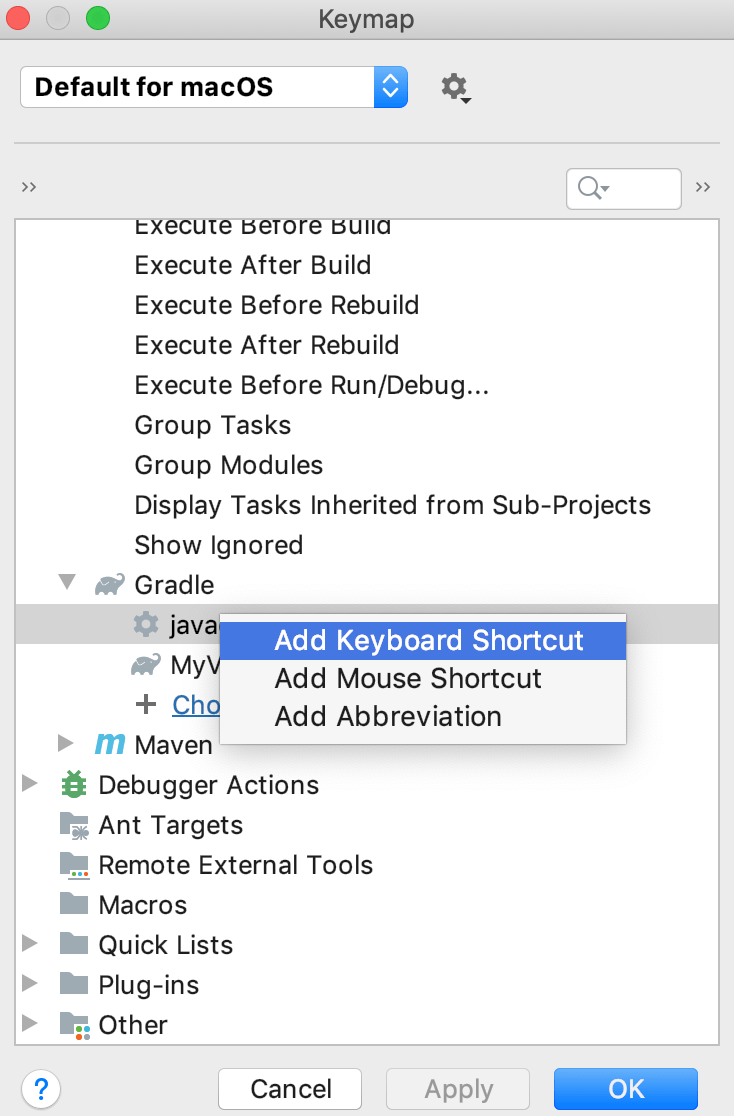 Keymap
Default for macOS
Execute Before Build
Execute After Build
Execute Before Rebuild
Execute After Rebuild
Execute Before Run/Debug...
Group Tasks
Group Modules
Display Tasks Inherited from Sub-Projects
Show Ignored
Gradle
java
Add Keyboard Shortcut
MyV
Add Mouse Shortcut
Cho
Add Abbreviation
Maven
Debugger Actions
Ant Targets
Remote External Tools
Macros
Quick Lists
Plug-ins
Other
? Cancel Apply OK